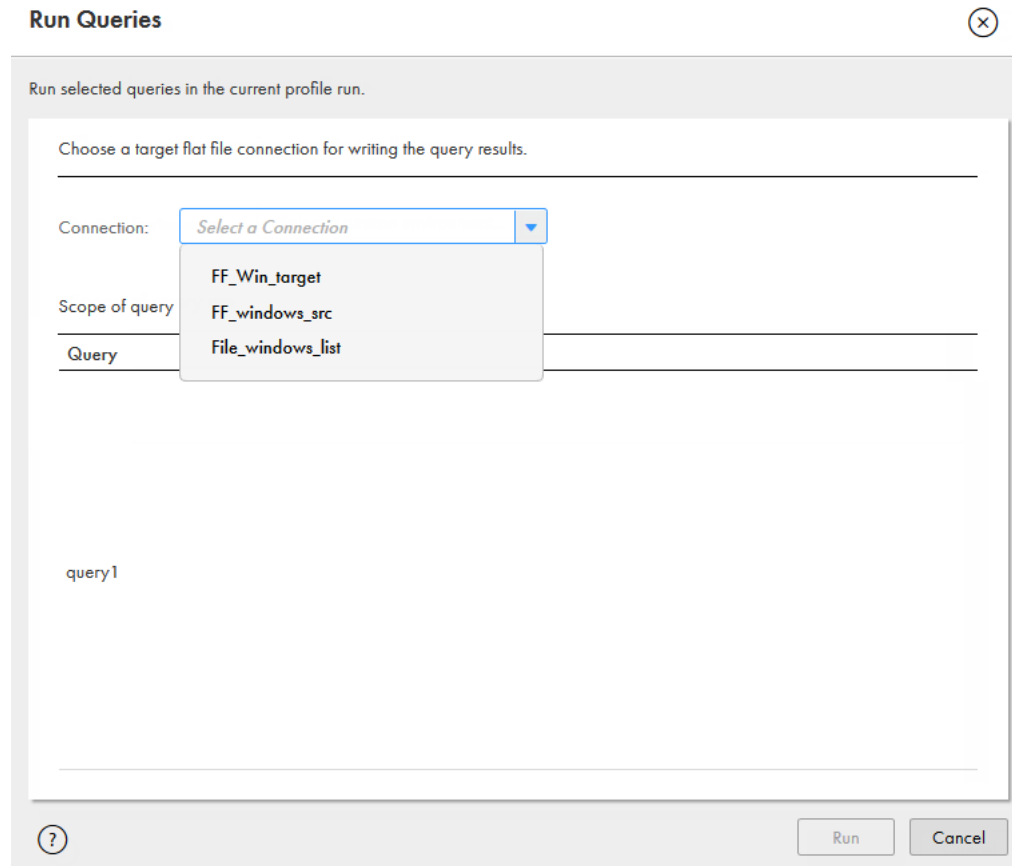 Run Queries
Run selected queries in the current profile run.
Choose a target flat file connection for writing the query results.
Connection: Select a Connection
FF_Win_target
FF_windows_src
File_windows_list
Scope of query
Query
query1
?
Run Cancel